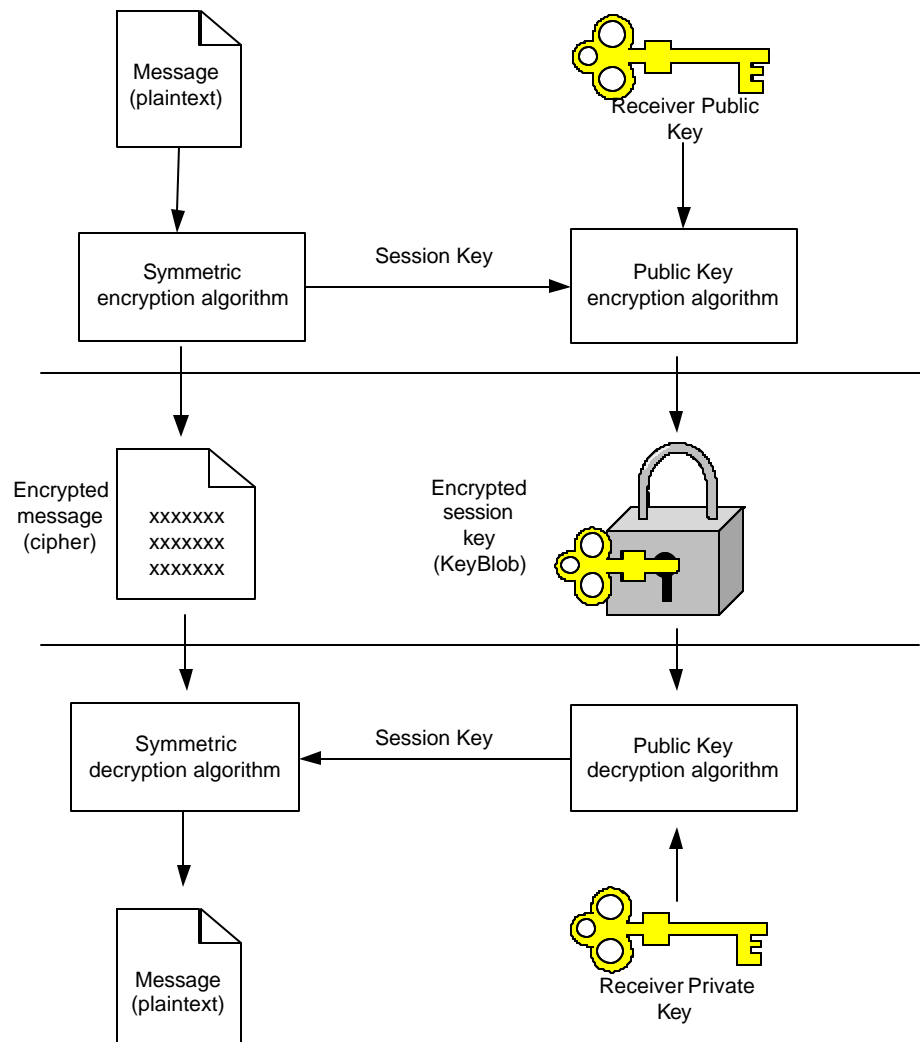 Message
(plaintext)
Receiver Public
Key
Symmetric
encryption algorithm
Session Key
Public Key
encryption algorithm
Encrypted
message
(cipher)
xxxxxxx
xxxxxxx
xxxxxxx
Encrypted
session
key
(KeyBlob)
Symmetric
decryption algorithm
Session Key
Public Key
decryption algorithm
Message
(plaintext)
Receiver Private
Key